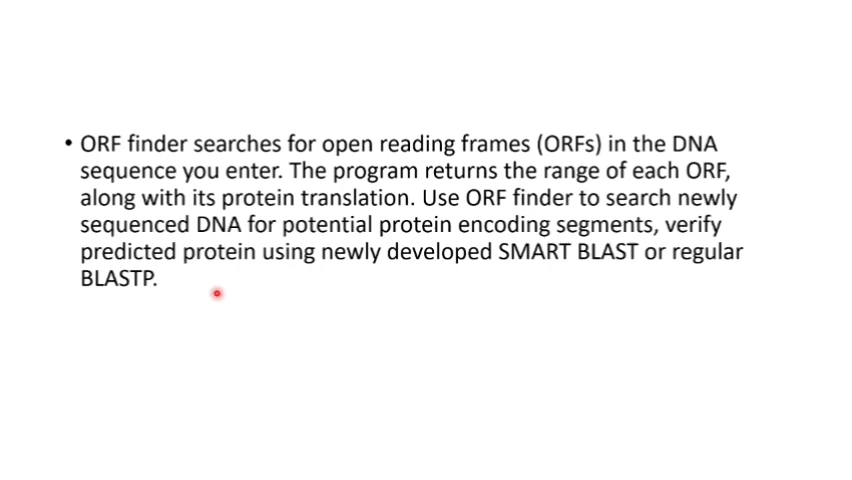 • ORF finder searches for open reading frames (ORFs) in the DNA
sequence you enter. The program returns the range of each ORF,
along with its protein translation. Use ORF finder to search newly
sequenced DNA for potential protein encoding segments, verify
predicted protein using newly developed SMART BLAST or regular
BLASTP.